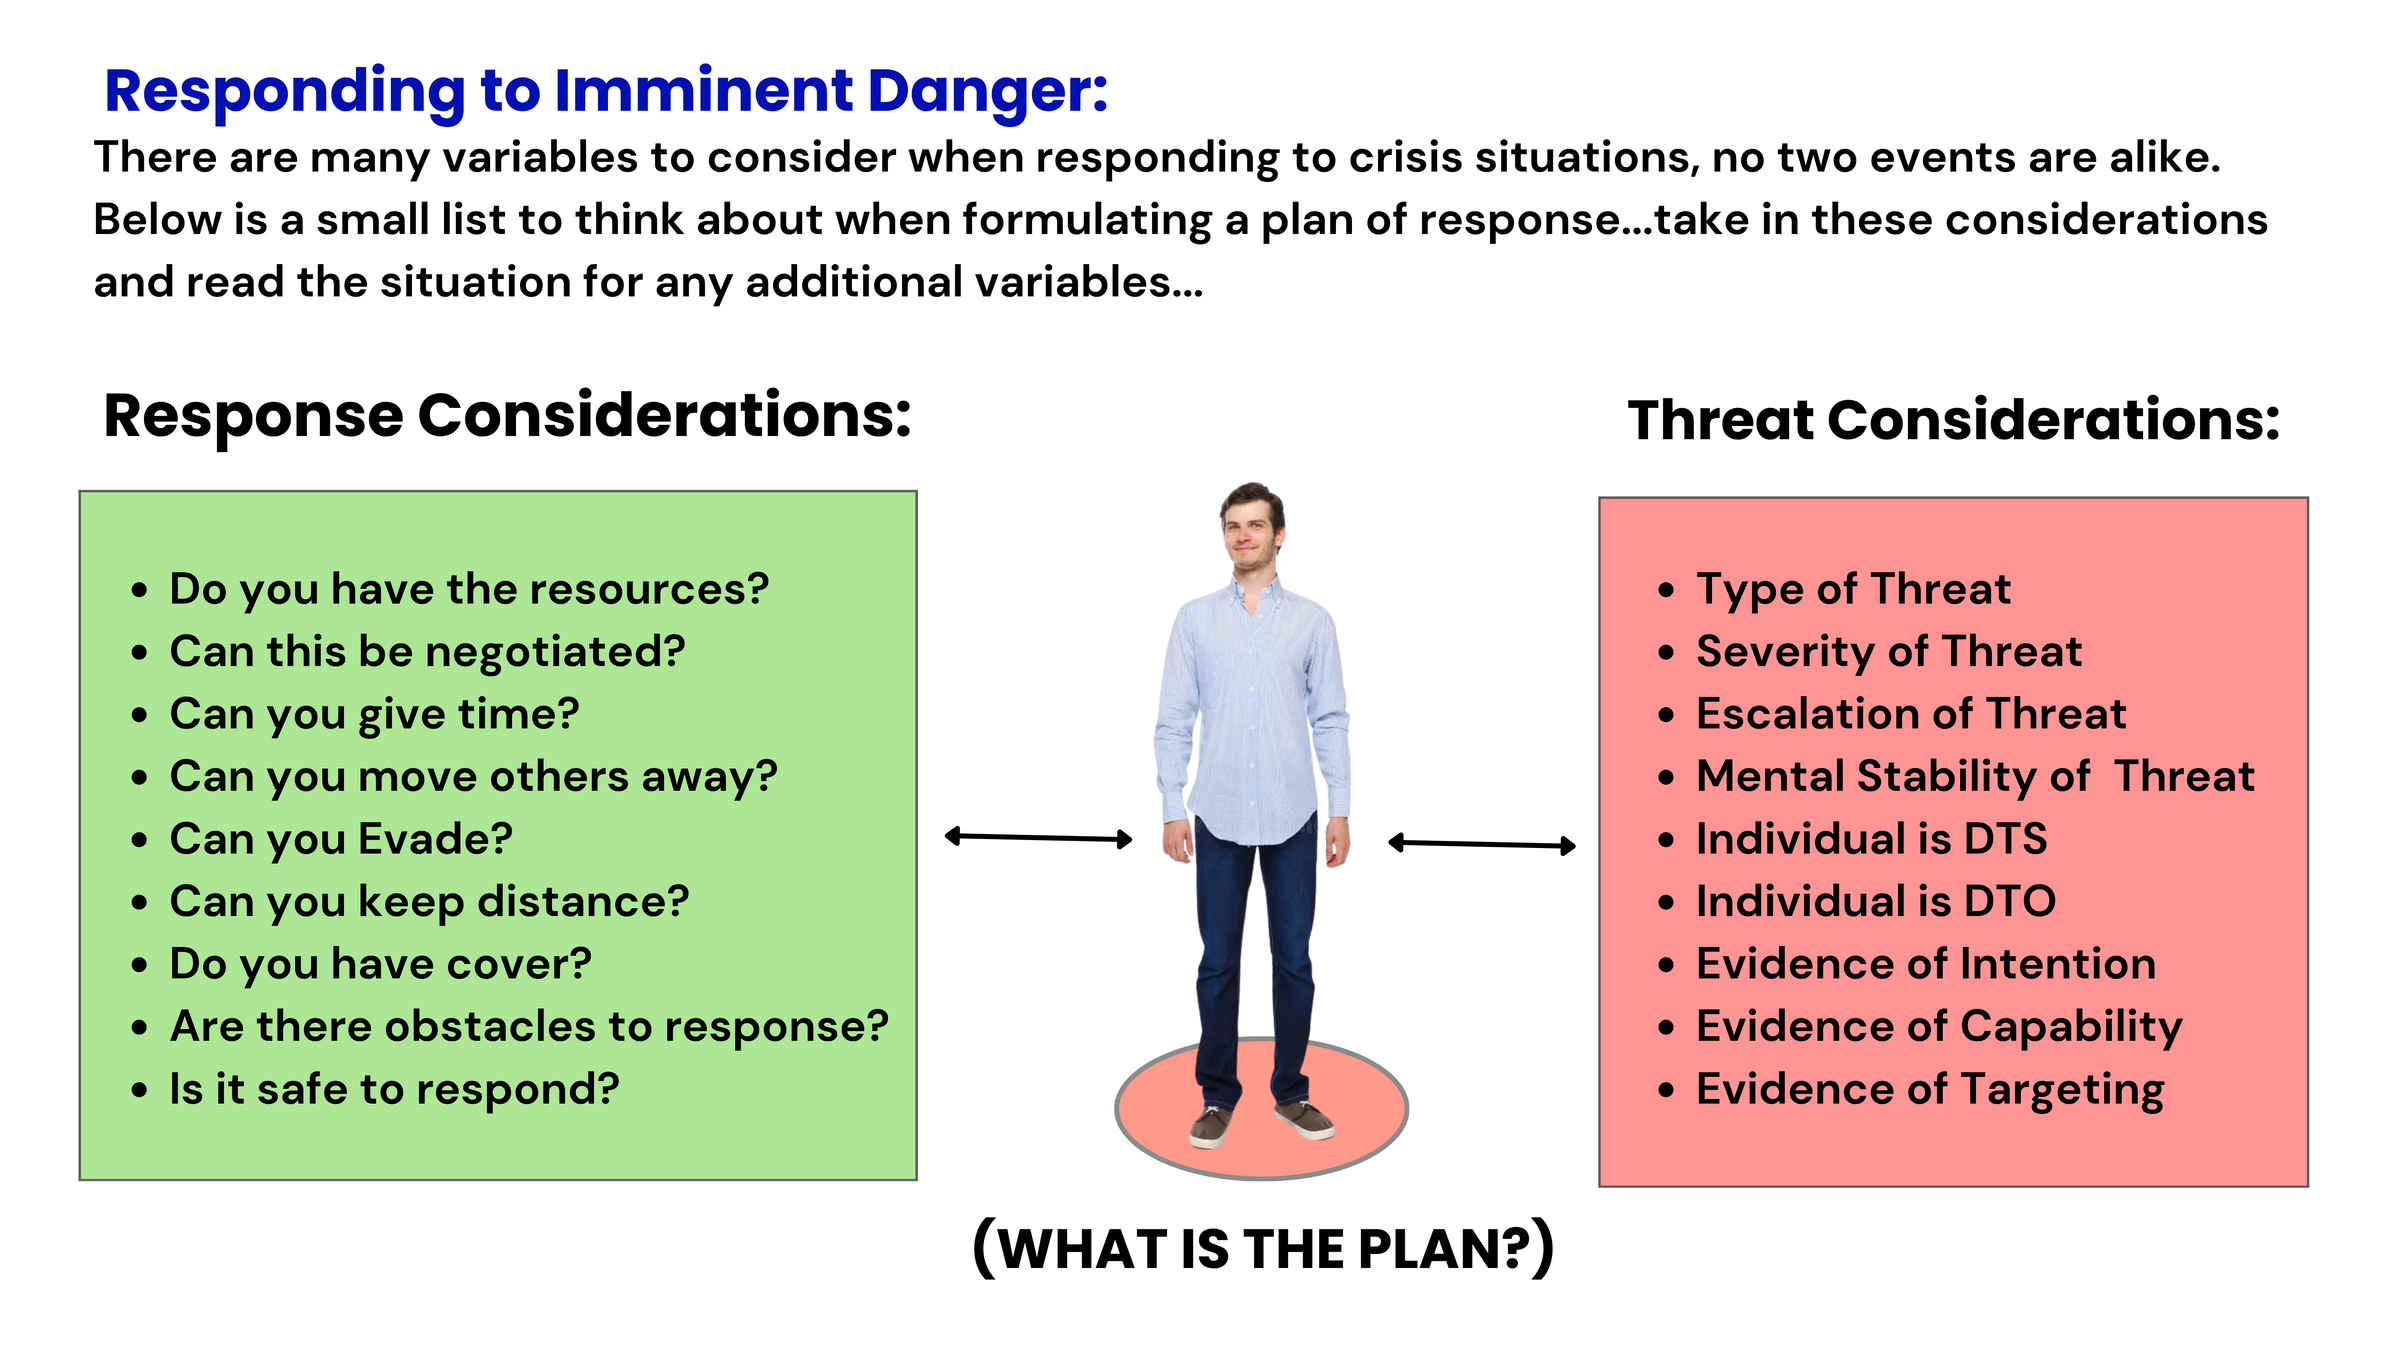 Responding to Imminent Danger:
There are many variables to consider when responding to crisis situations, no two events are alike.
Below is a small list to think about when formulating a plan of response...take in these considerations
and read the situation for any additional variables...
Response Considerations:
• Do you have the resources?
• Can this be negotiated?
• Can you give time?
• Can you move others away?
• Can you Evade?
• Can you keep distance?
• Do you have cover?
• Are there obstacles to response?
• Is it safe to respond?
Threat Considerations:
• Type of Threat
• Severity of Threat
• Escalation of Threat
• Mental Stability of  Threat
• Individual is DTS
• Individual is DTO
• Evidence of Intention
• Evidence of Capability
• Evidence of Targeting
(WHAT IS THE PLAN?)